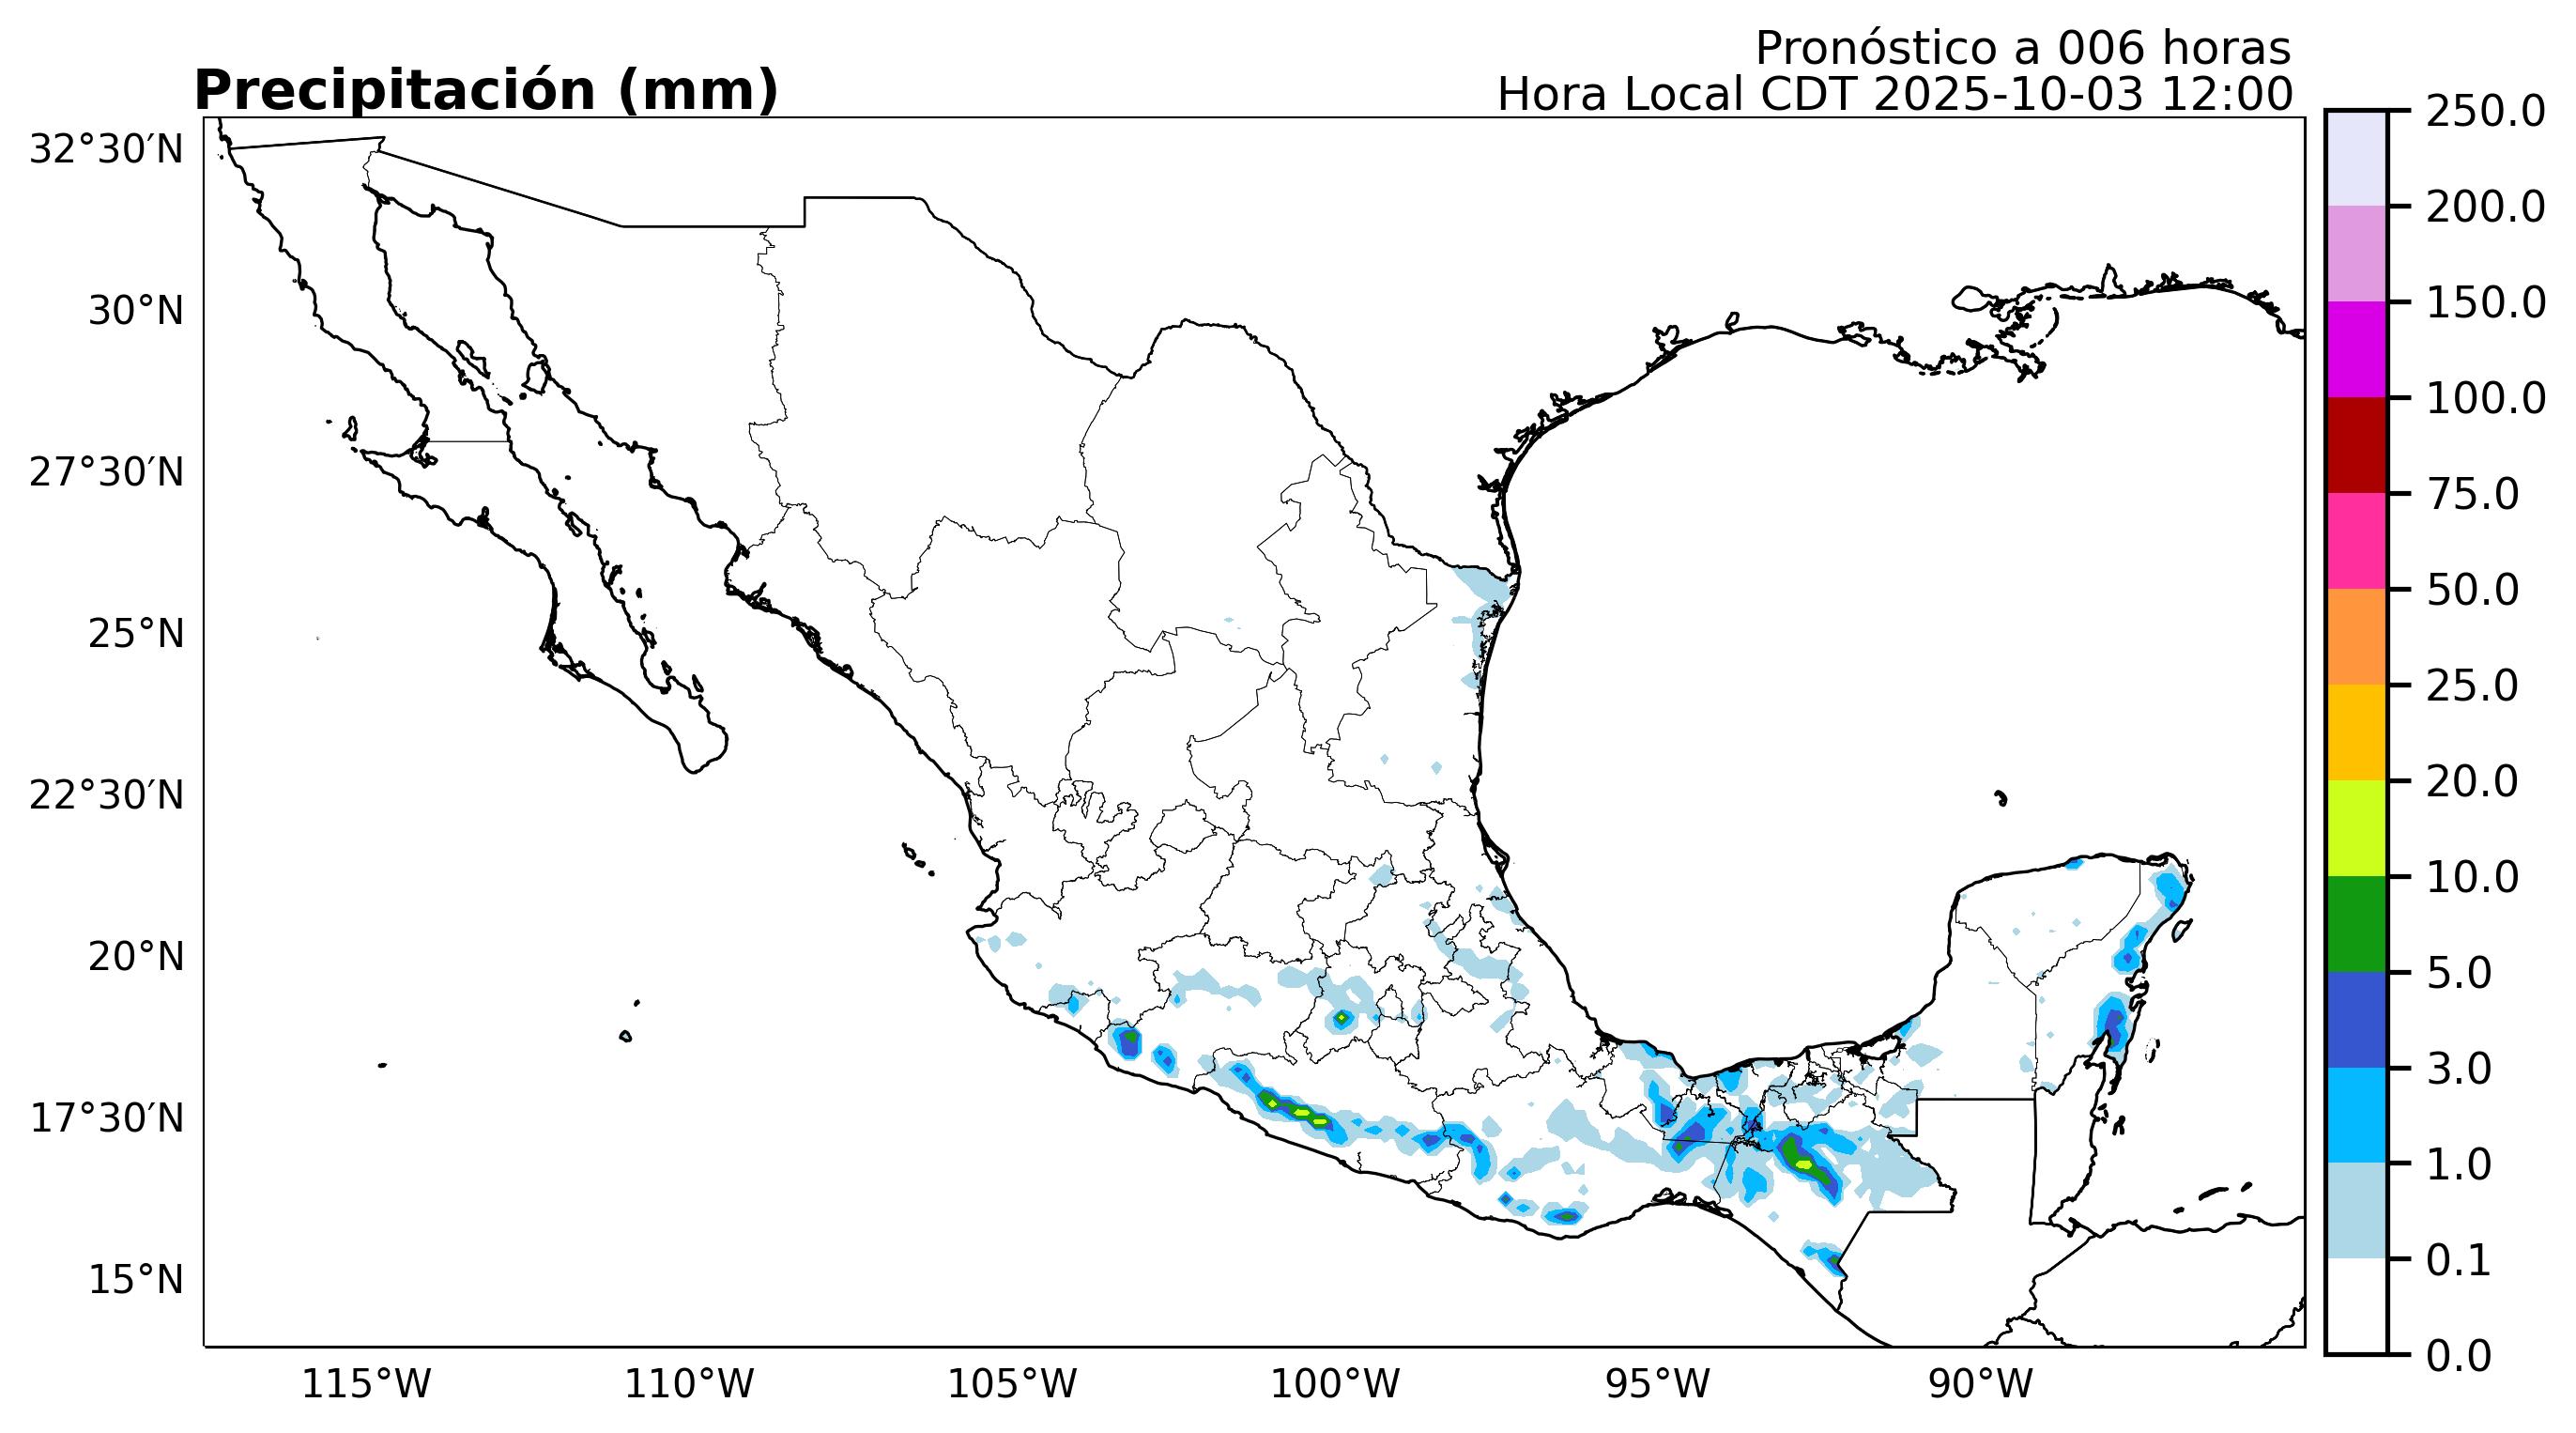 Pronóstico a 006 horas
Precipitación (mm)
Hora Local CDT 2025-10-03 12:00
32°30′N
30°N
27°30′N
25°N
22°30′N
20°N
17°30′N
15°N
115°W
110°W
105°W
100°W
95°W
90°W
250.0
200.0
150.0
100.0
75.0
50.0
25.0
20.0
10.0
5.0
3.0
1.0
0.1
0.0